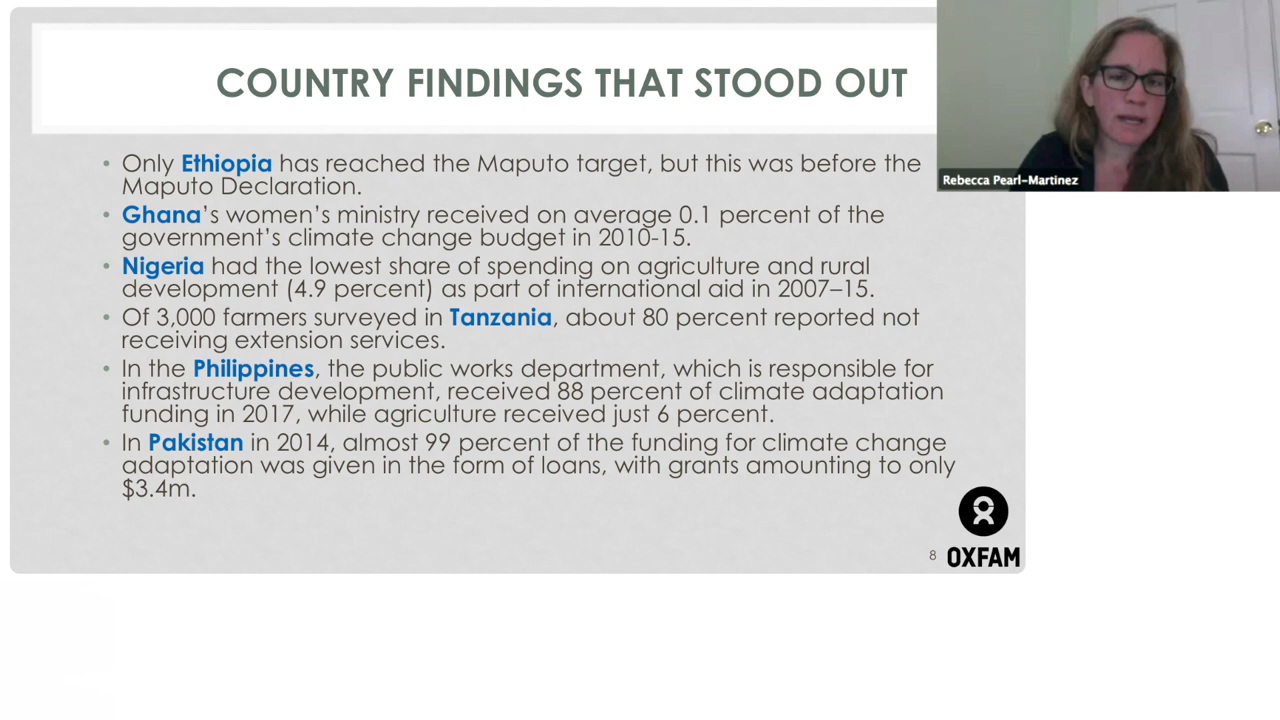 COUNTRY FINDINGS THAT STOOD OUT
Rebecca Pearl-Martinez
• Only Ethiopia has reached the Maputo target, but this was before the
Maputo Declaration.
• Ghana's women's ministry received on average 0.1 percent of the
government's climate change budget in 2010-15.
• Nigeria had the lowest share of spending on agriculture and rural
development (4.9 percent) as part of international aid in 2007–15.
• Of 3,000 farmers surveyed in Tanzania, about 80 percent reported not
receiving extension services.
• In the Philippines, the public works department, which is responsible for
infrastructure development, received 88 percent of climate adaptation
funding in 2017, while agriculture received just 6 percent.
• In Pakistan in 2014, almost 99 percent of the funding for climate change
adaptation was given in the form of loans, with grants amounting to only
$3.4m.
8
OXFAM